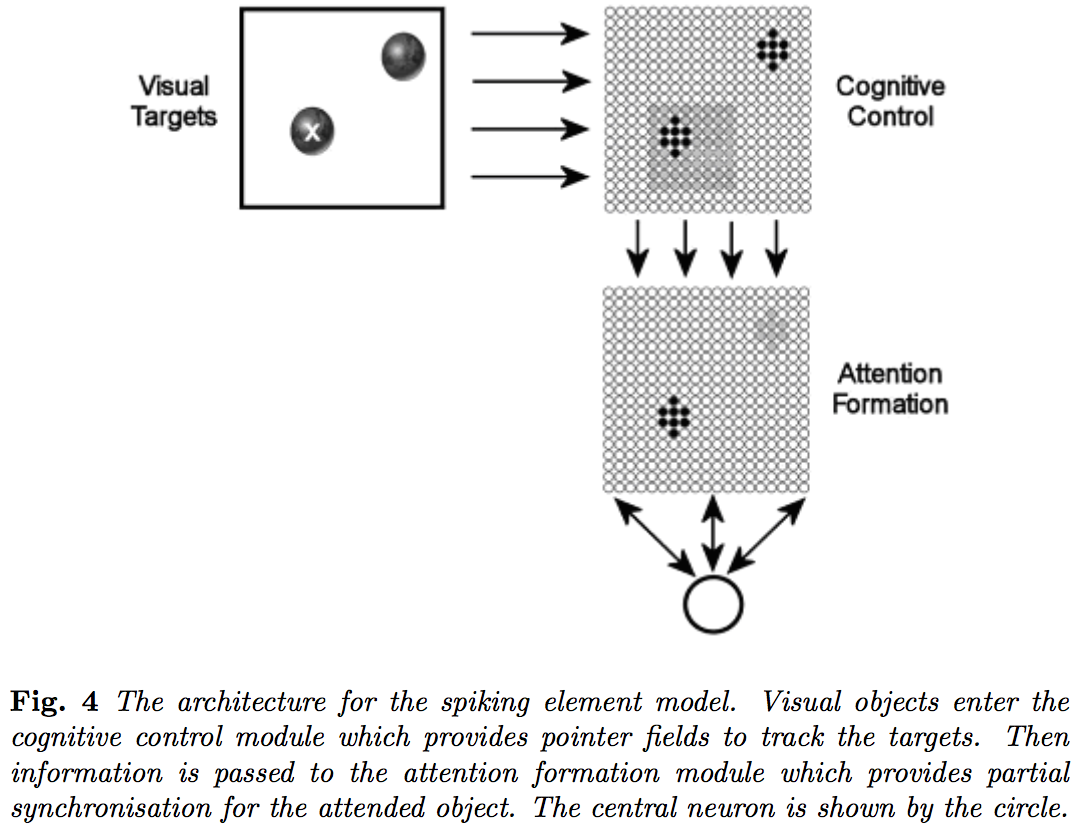 Visual
Targets
X
Cognitive
Control
Attention
Formation
Fig. 4 The architecture for the spiking element model. Visual objects enter the
cognitive control module which provides pointer fields to track the targets. Then
information is passed to the attention formation module which provides partial
synchronisation for the attended object. The central neuron is shown by the circle.